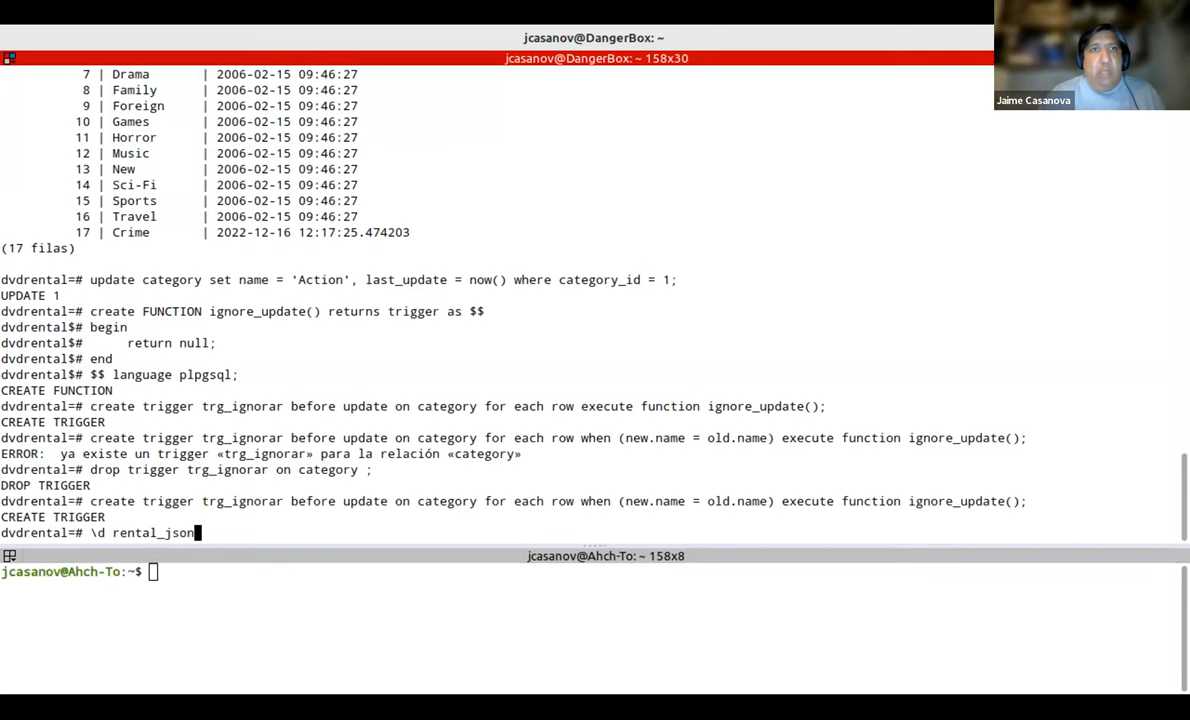 jcasanov@DangerBox: ~
jcasanov@DangerBox: ~ 158x30
Jaime Casanova
7 | Drama | 2006-02-15 09:46:27
8 | Family | 2006-02-15 09:46:27
9 | Foreign | 2006-02-15 09:46:27
10 | Games | 2006-02-15 09:46:27
11 | Horror | 2006-02-15 09:46:27
12 | Music | 2006-02-15 09:46:27
13 | New | 2006-02-15 09:46:27
14 | Sci-Fi | 2006-02-15 09:46:27
15 | Sports | 2006-02-15 09:46:27
16 | Travel | 2006-02-15 09:46:27
17 | Crime | 2022-12-16 12:17:25.474203
(17 filas)
dvdrental=# update category set name = 'Action', last_update = now() where category_id = 1;
UPDATE 1
dvdrental=# create FUNCTION ignore_update() returns trigger as $$
dvdrental$# begin
dvdrental$# return null;
dvdrental$# end
dvdrental$# $$ language plpgsql;
CREATE FUNCTION
dvdrental=# create trigger trg_ignorar before update on category for each row execute function ignore_update();
CREATE TRIGGER
dvdrental=# create trigger trg_ignorar before update on category for each row when (new.name = old.name) execute function ignore_update();
ERROR: ya existe un trigger «trg_ignorar» para la relación «category»
dvdrental=# drop trigger trg_ignorar on category ;
DROP TRIGGER
dvdrental=# create trigger trg_ignorar before update on category for each row when (new.name = old.name) execute function ignore_update();
CREATE TRIGGER
dvdrental=# \d rental_json
jcasanov@Ahch-To: ~ 158x8
jcasanov@Ahch-To:~$